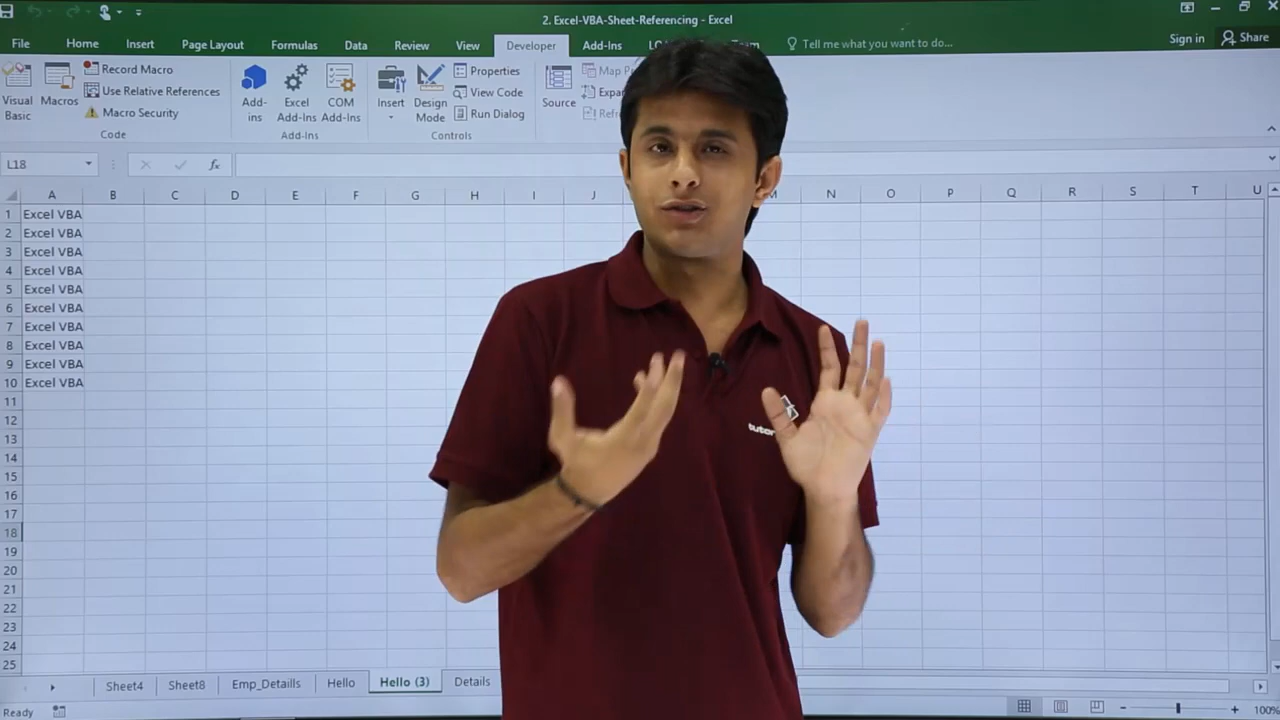 2. Excel-VBA-Sheet-Referencing - Excel
File Home Insert Page Layout Formulas Data Review View Developer Add-Ins Tell me what you want to do... Sign in Share
Visual Basic
Macros
Record Macro
Use Relative References
Macro Security
Code
Add-ins
Excel Add-Ins
COM Add-Ins
Add-Ins
Insert
Design Mode
Properties
View Code
Run Dialog
Controls
Source
Map
L18 fx
A B C D E F G H I J N O P Q R S T U
1 Excel VBA
2 Excel VBA
3 Excel VBA
4 Excel VBA
5 Excel VBA
6 Excel VBA
7 Excel VBA
8 Excel VBA
9 Excel VBA
10 Excel VBA
11
12
13
14
15
16
17
18
19
20
21
22
23
24
25
Sheet4 Sheet8 Emp_Detaills Hello Hello (3) Details
Ready 100%